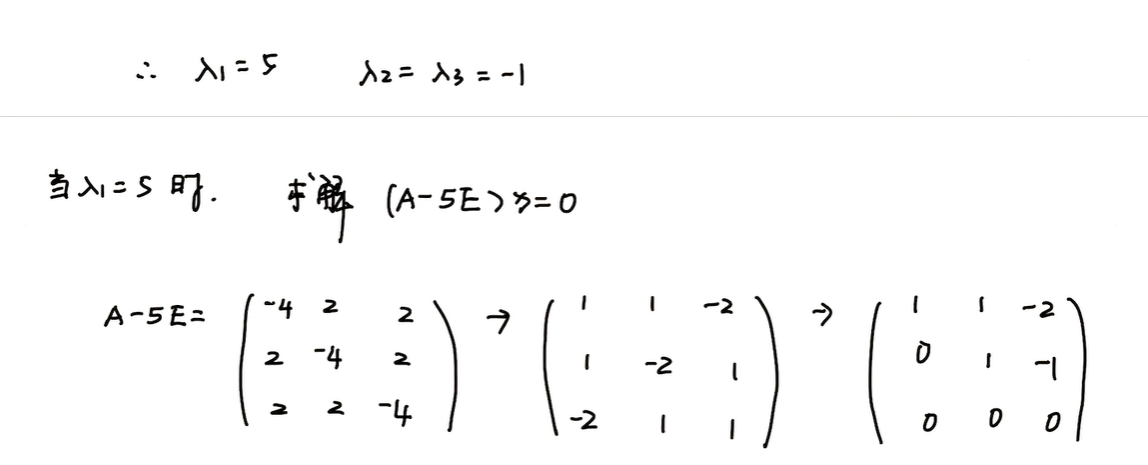 ∴ λ1 = 5 λ2 = λ3 = -1
当 λ1 = 5 时. 求解 (A-5E)x = 0
A-5E = ( -4 2 2 ) → ( 1 1 -2 ) → ( 1 1 -2 )
( 2 -4 2 ) ( 1 -2 1 ) ( 0 1 -1 )
( 2 2 -4 ) ( -2 1 1 ) ( 0 0 0 )